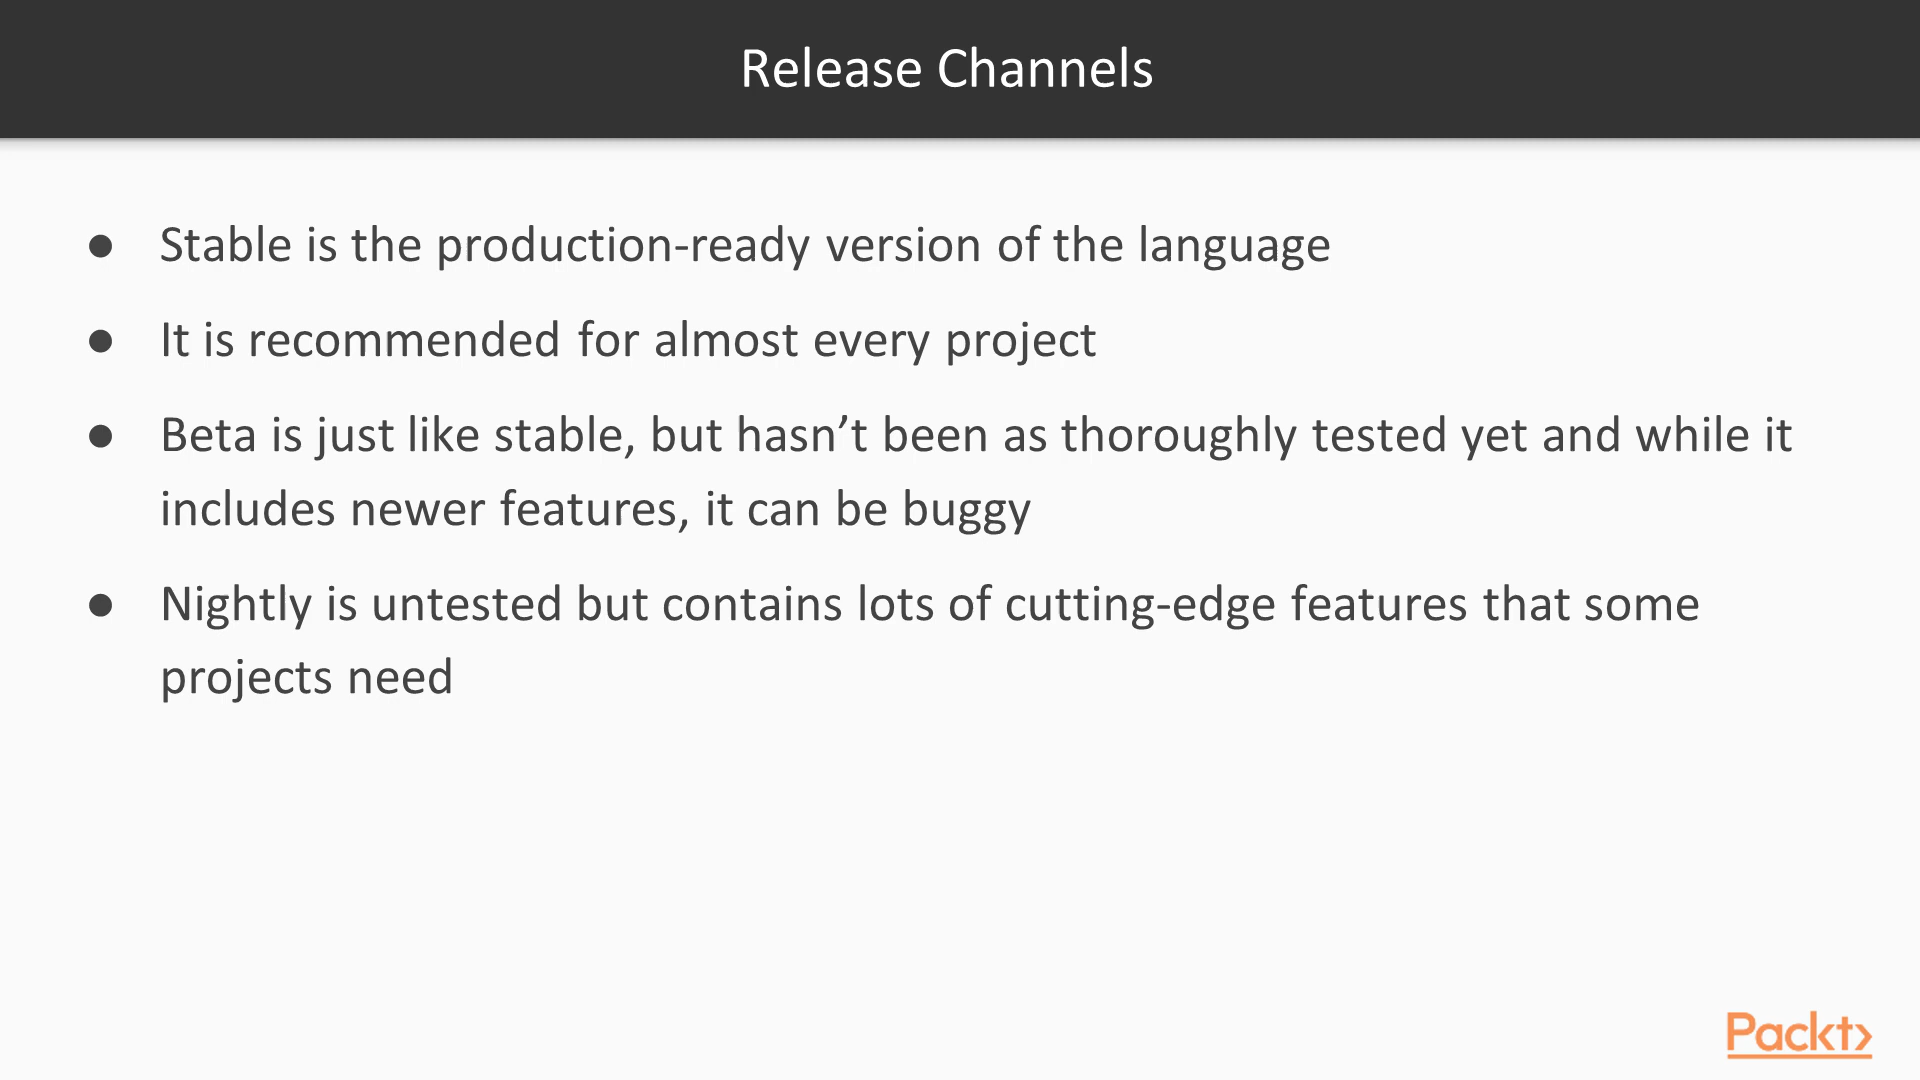 Release Channels
● Stable is the production-ready version of the language
● It is recommended for almost every project
● Beta is just like stable, but hasn’t been as thoroughly tested yet and while it
includes newer features, it can be buggy
● Nightly is untested but contains lots of cutting-edge features that some
projects need
Packt>